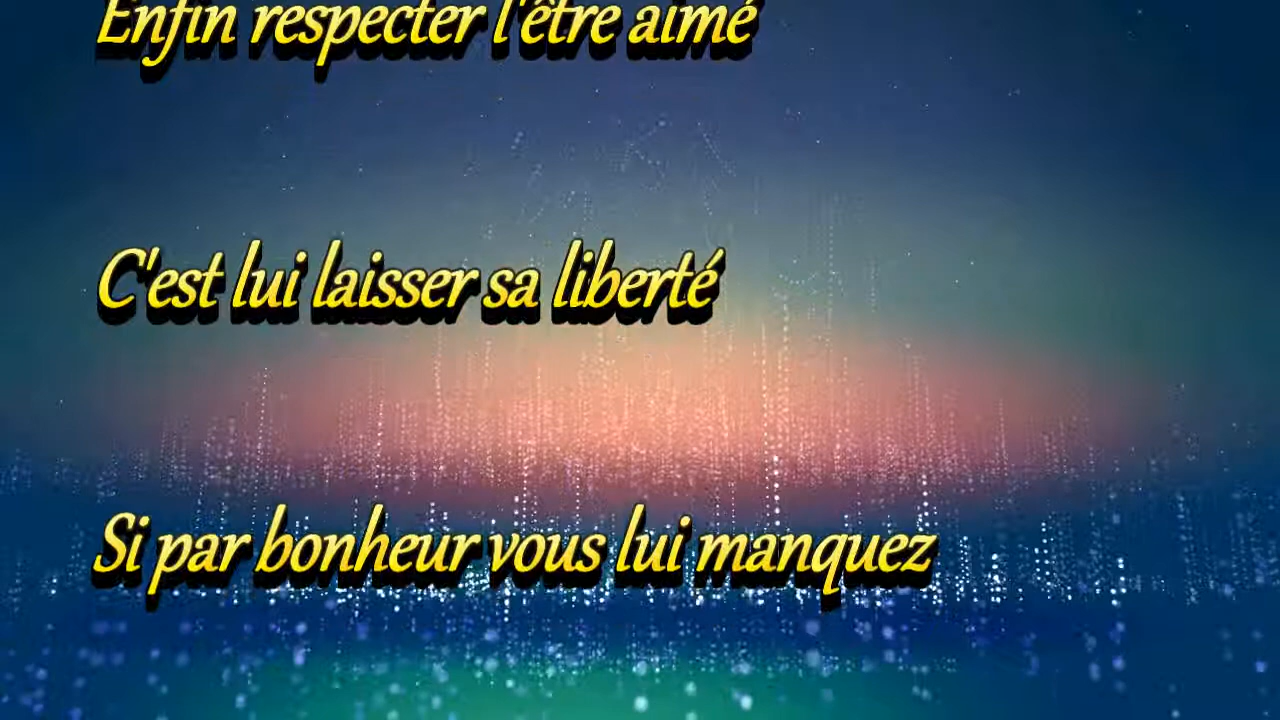 Enfin respecter l'être aimé
C'est lui laisser sa liberté
Si par bonheur vous lui manquez